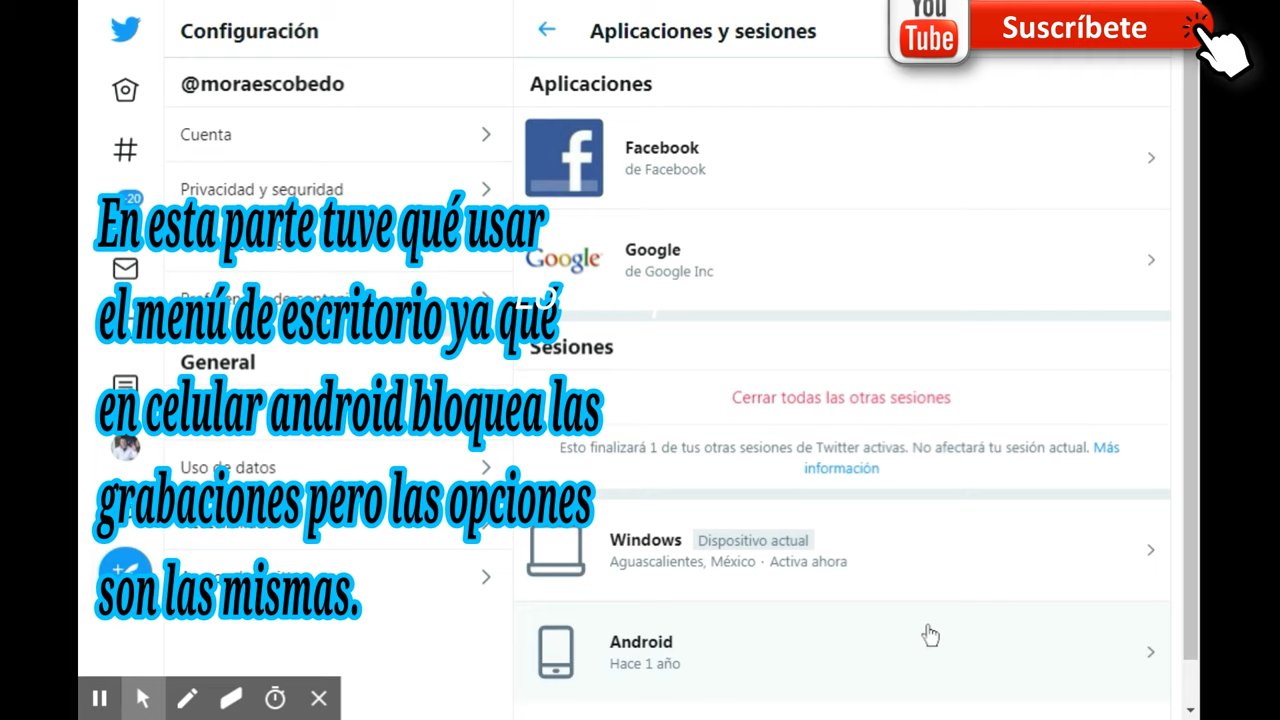 You
Tube
Suscríbete
Configuración
Aplicaciones y sesiones
@moraescobedo
Aplicaciones
Cuenta
Facebook
de Facebook
Privacidad y seguridad
20
En esta parte tuve qué usar
el menú de escritorio ya qué
en celular android bloquea las
grabaciones pero las opciones
son las mismas.
Google
Google
de Google Inc
Sesiones
General
Cerrar todas las otras sesiones
Esto finalizará 1 de tus otras sesiones de Twitter activas. No afectará tu sesión actual. Más
información
Uso de datos
Windows Dispositivo actual
Aguascalientes, México · Activa ahora
Android
Hace 1 año